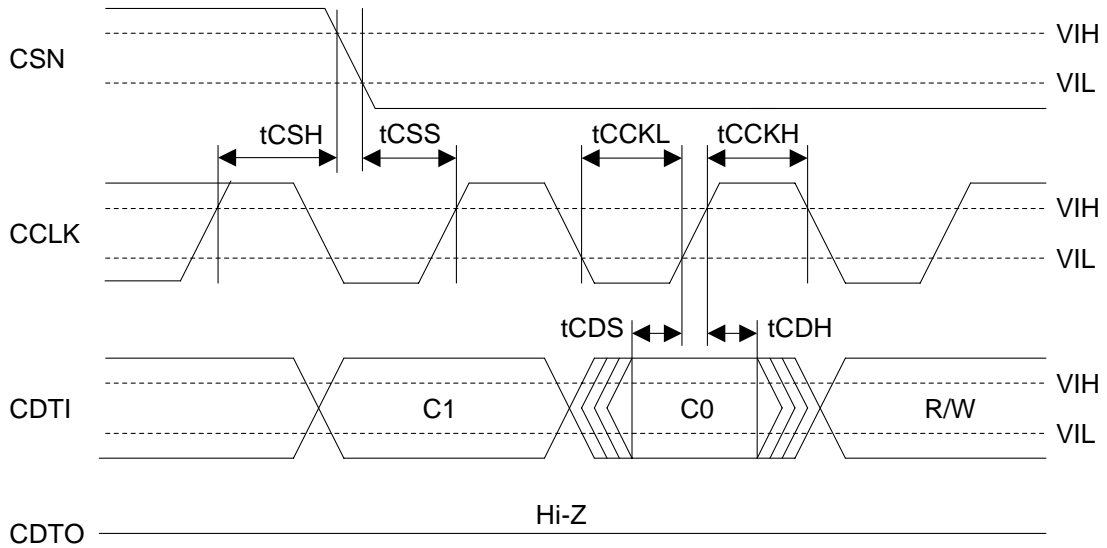 CSN
VIH
VIL
tCSH
tCSS
tCCKL
tCCKH
CCLK
VIH
VIL
tCDS
tCDH
CDTI
C1
C0
R/W
VIH
VIL
CDTO
Hi-Z